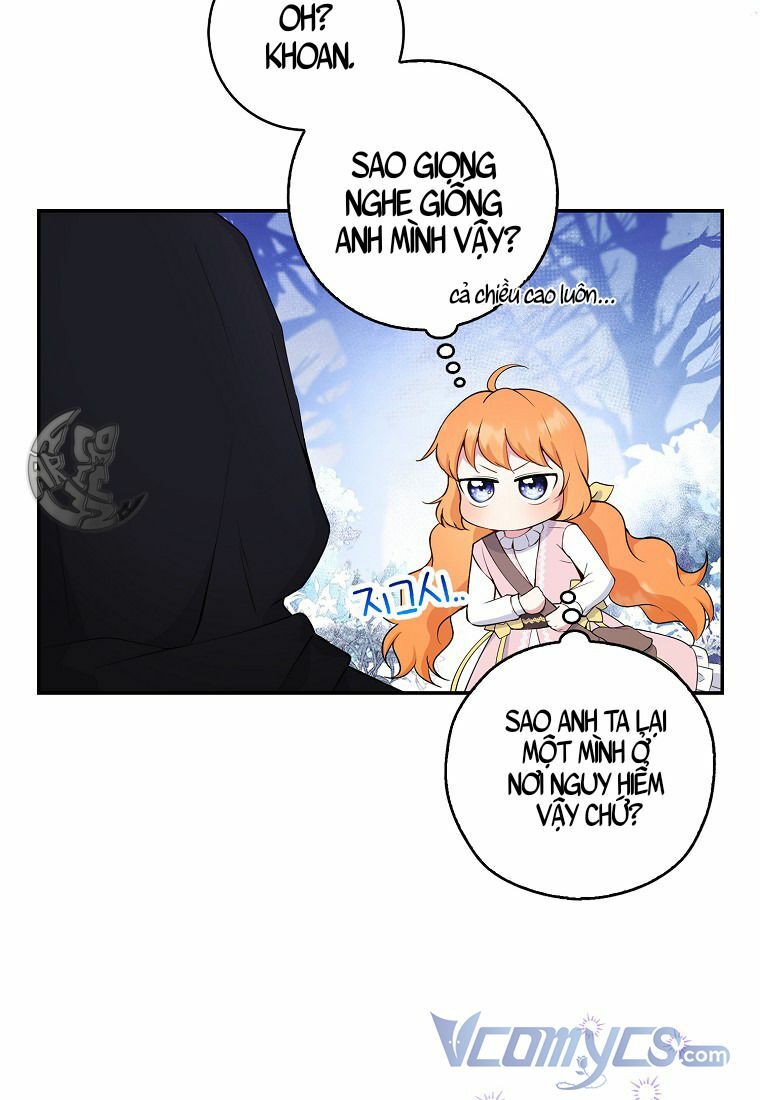 OH?
KHOAN.
SAO GIỌNG
NGHE GIỐNG
ANH MÌNH VẬY?
cả chiều cao luôn...
지그시..
SAO ANH TA LẠI
MỘT MÌNH Ở
NƠI NGUY HIỂM
VẬY CHỨ?
VCOMYCS.com